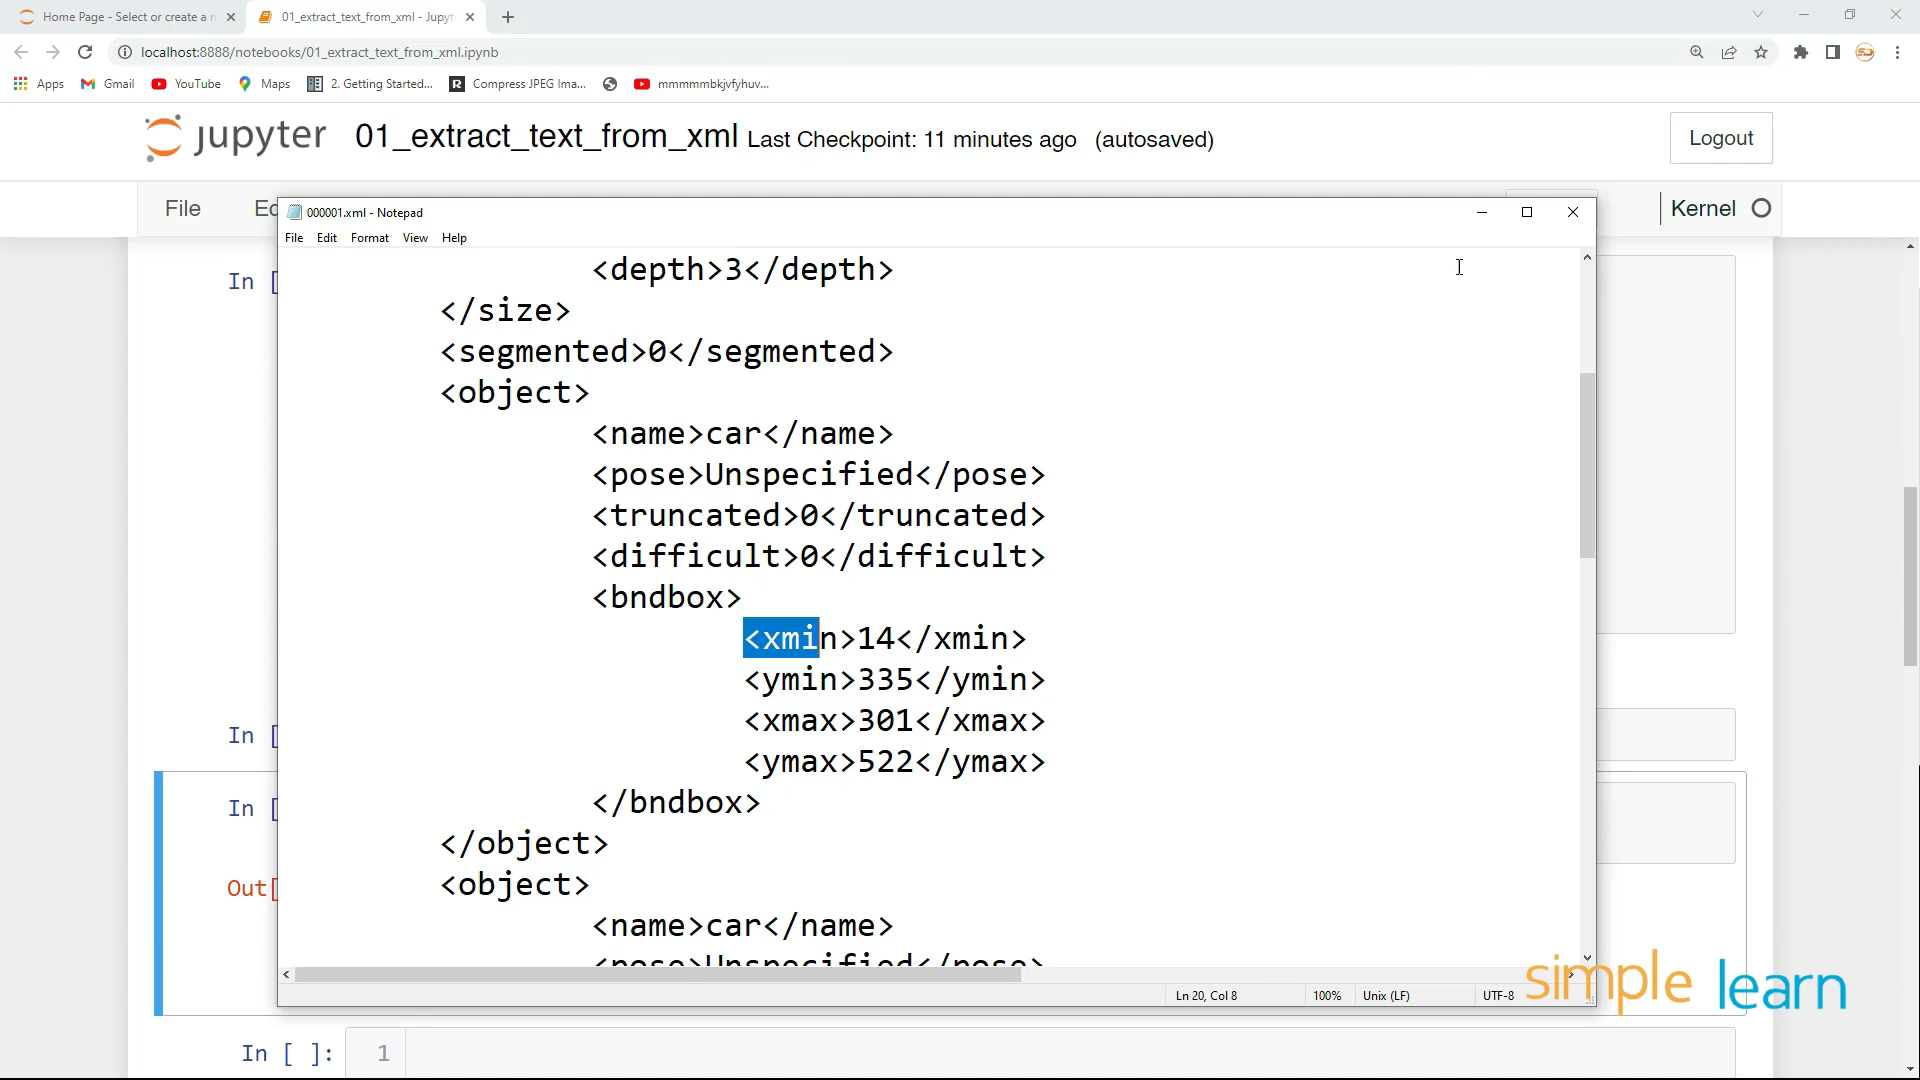 Home Page - Select or create a n
01_extract_text_from_xml - Jupyt
localhost:8888/notebooks/01_extract_text_from_xml.ipynb
Apps
Gmail
YouTube
Maps
2. Getting Started...
Compress JPEG Ima...
mmmmmbkjvfyhuv...
jupyter
01_extract_text_from_xml Last Checkpoint: 11 minutes ago (autosaved)
Logout
File
Ed
Kernel
000001.xml - Notepad
File Edit Format View Help
In [
<depth>3</depth>
</size>
<segmented>0</segmented>
<object>
<name>car</name>
<pose>Unspecified</pose>
<truncated>0</truncated>
<difficult>0</difficult>
<bndbox>
<xmin>14</xmin>
<ymin>335</ymin>
<xmax>301</xmax>
In [
<ymax>522</ymax>
</bndbox>
In [
</object>
<object>
Out[
<name>car</name>
<pose>Unspecified</pose>
Ln 20, Col 8
100%
Unix (LF)
UTF-8
simplelearn
In [ ]:
1